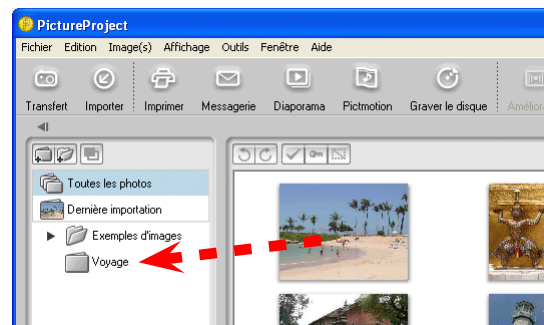 PictureProject
Fichier Edition Image(s) Affichage Outils Fenêtre Aide
Transfert Importer Imprimer Messagerie Diaporama Pictmotion Graver le disque Amélior
Toutes les photos
Dernière importation
Exemples d'images
Voyage